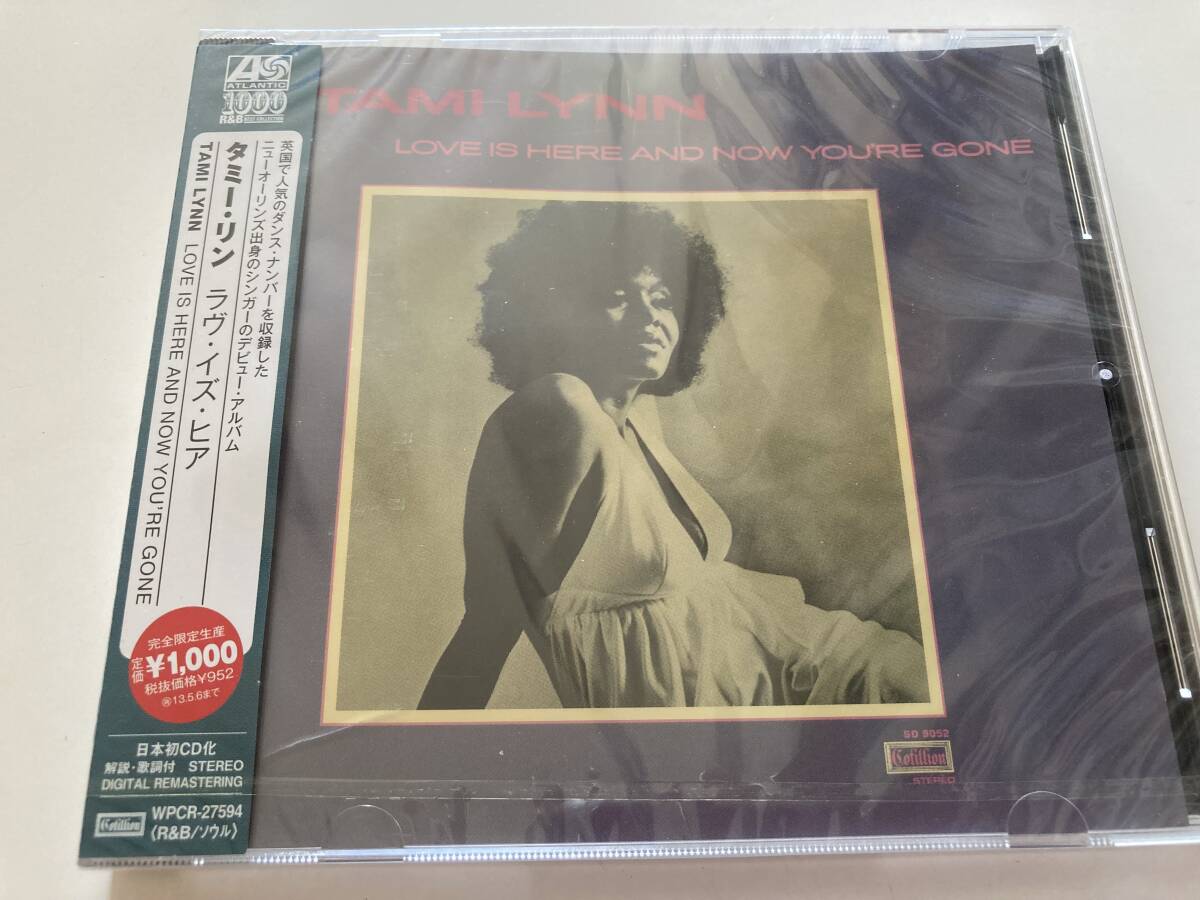 ATLANTIC
1000
R&B BEST COLLECTION
英国で人気のダンス・ナンバーを収録した
ニューオーリンズ出身のシンガーのデビュー・アルバム
タミー・リン ラヴ・イズ・ヒア
TAMI LYNN LOVE IS HERE AND NOW YOU'RE GONE
完全限定生産
定価 ¥1,000
税抜価格¥952
13.5.6まで
日本初CD化
解説・歌詞付 STEREO
DIGITAL REMASTERING
Cotillion
WPCR-27594
〈R&B/ソウル〉
TAMI LYNN
LOVE IS HERE AND NOW YOU'RE GONE
SD 9052
Cotillion
STEREO